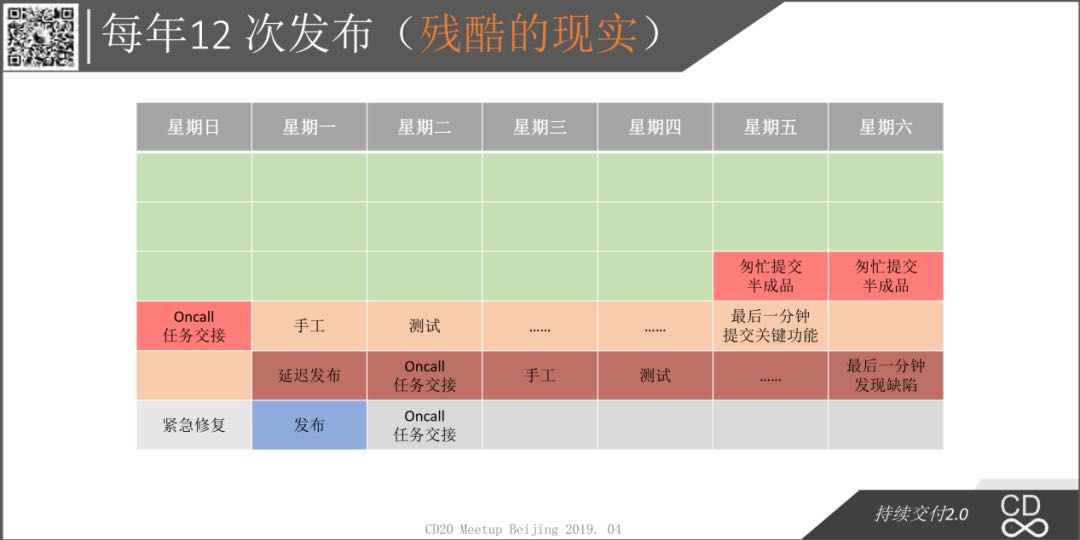 每年12 次发布（残酷的现实）
星期日 星期一 星期二 星期三 星期四 星期五 星期六
匆忙提交 匆忙提交
半成品 半成品
Oncall
任务交接
手工
测试
......
......
最后一分钟
提交关键功能
延迟发布
Oncall
任务交接
手工
测试
......
最后一分钟
发现缺陷
紧急修复
发布
Oncall
任务交接
持续交付2.0
CD
CD20 Meetup Beijing 2019. 04